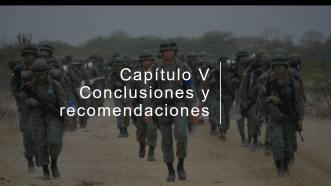 Capítulo V
Conclusiones y
recomendaciones